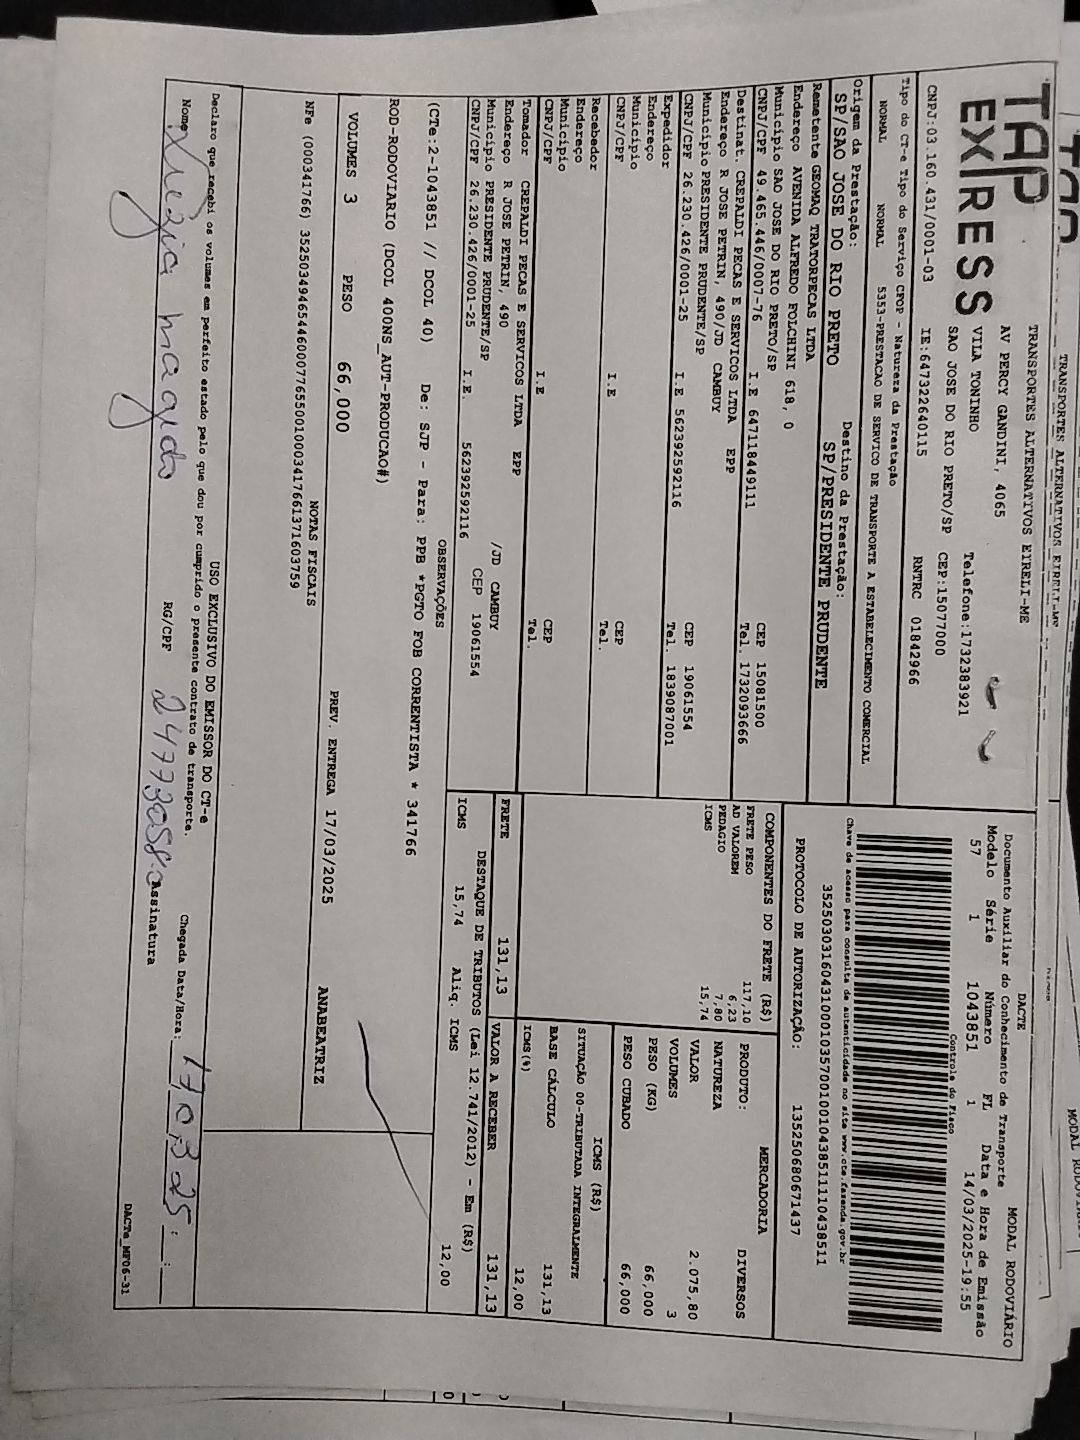 TAP
EXPRESS
TRANSPORTES ALTERNATIVOS EIRELI-ME
AV PERCY GANDINI, 4065
VILA TONINHO Telefone:1732383921
SAO JOSE DO RIO PRETO/SP CEP:15077000
CNPJ:03.160.431/0001-03 IE:647322640115 RNTRC 01842966
Tipo do CT-e Tipo do Serviço CFOP - Natureza da Prestação
NORMAL NORMAL 5353-PRESTACAO DE SERVICO DE TRANSPORTE A ESTABELECIMENTO COMERCIAL
Origem da Prestação: Destino da Prestação:
SP/SAO JOSE DO RIO PRETO SP/PRESIDENTE PRUDENTE
Remetente GEOMAQ TRATORPECAS LTDA
Endereço AVENIDA ALFREDO FOLCHINI 618, 0
Município SAO JOSE DO RIO PRETO/SP CEP 15081500
CNPJ/CPF 49.465.446/0007-76 I.E 647118449111 Tel. 1732093666
Destinat. CREPALDI PECAS E SERVICOS LTDA EPP
Endereço R JOSE PETRIN, 490/JD CAMBUY
Município PRESIDENTE PRUDENTE/SP CEP 19061554
CNPJ/CPF 26.230.426/0001-25 I.E 562392592116 Tel. 1839087001
Expedidor
Endereço
Município CEP
CNPJ/CPF I.E Tel.
Recebedor
Endereço
Município CEP
CNPJ/CPF I.E Tel.
Tomador CREPALDI PECAS E SERVICOS LTDA EPP
Endereço R JOSE PETRIN, 490 /JD CAMBUY
Município PRESIDENTE PRUDENTE/SP CEP 19061554
CNPJ/CPF 26.230.426/0001-25 I.E. 562392592116
DACTE MODAL RODOVIÁRIO
Documento Auxiliar do Conhecimento de Transporte
Modelo Série Número FL Data e Hora de Emissão
57 1 1043851 1 14/03/2025-19:55
Controle do Fisco
Chave de acesso para consulta de autenticidade no site www.cte.fazenda.gov.br
35250303160431000103570010010438511110438511
PROTOCOLO DE AUTORIZAÇÃO: 135250680671437
COMPONENTES DO FRETE (R$)
FRETE PESO 117,10
AD VALOREM 6,23
PEDAGIO 7,80
ICMS 15,74
MERCADORIA
PRODUTO: DIVERSOS
NATUREZA
VALOR 2.075,80
VOLUMES 3
PESO (KG) 66,000
PESO CUBADO 66,000
ICMS (R$)
SITUAÇÃO 00-TRIBUTADA INTEGRALMENTE
BASE CÁLCULO 131,13
ICMS(%) 12,00
FRETE 131,13 VALOR A RECEBER 131,13
DESTAQUE DE TRIBUTOS (Lei 12.741/2012) - Em (R$)
ICMS 15,74 Aliq. ICMS 12,00
OBSERVAÇÕES
(CTe:2-1043851 // DCOL 40) De: SJP - Para: PPB *PGTO FOB CORRENTISTA * 341766
ROD-RODOVIARIO (DCOL 400NS_AUT-PRODUCAO#)
VOLUMES 3 PESO 66,000 PREV. ENTREGA 17/03/2025 ANABEATRIZ
NOTAS FISCAIS
USO EXCLUSIVO DO EMISSOR DO CT-e
Declaro que recebi os volumes em perfeito estado pelo que dou por cumprido o presente contrato de transporte.
Nome: RG/CPF Assinatura Chegada Data/Hora: 17 03 25 : :
DACTe_MF06-31
TRANSPORTES ALTERNATIVOS EIRELI-ME